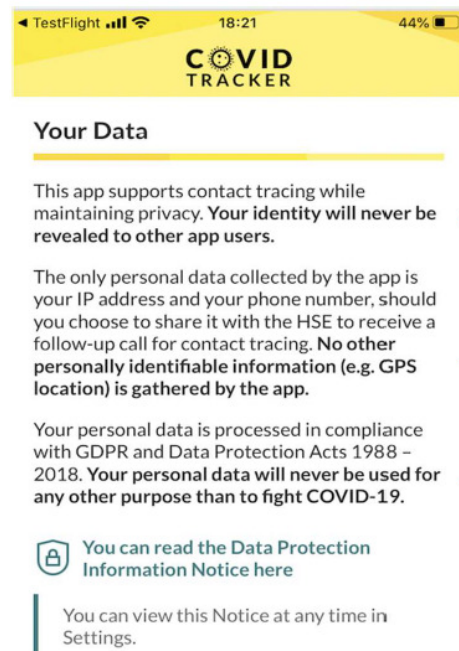 TestFlight 18:21 44%
COVID
TRACKER
Your Data
This app supports contact tracing while
maintaining privacy. Your identity will never be
revealed to other app users.
The only personal data collected by the app is
your IP address and your phone number, should
you choose to share it with the HSE to receive a
follow-up call for contact tracing. No other
personally identifiable information (e.g. GPS
location) is gathered by the app.
Your personal data is processed in compliance
with GDPR and Data Protection Acts 1988 –
2018. Your personal data will never be used for
any other purpose than to fight COVID-19.
You can read the Data Protection
Information Notice here
You can view this Notice at any time in
Settings.